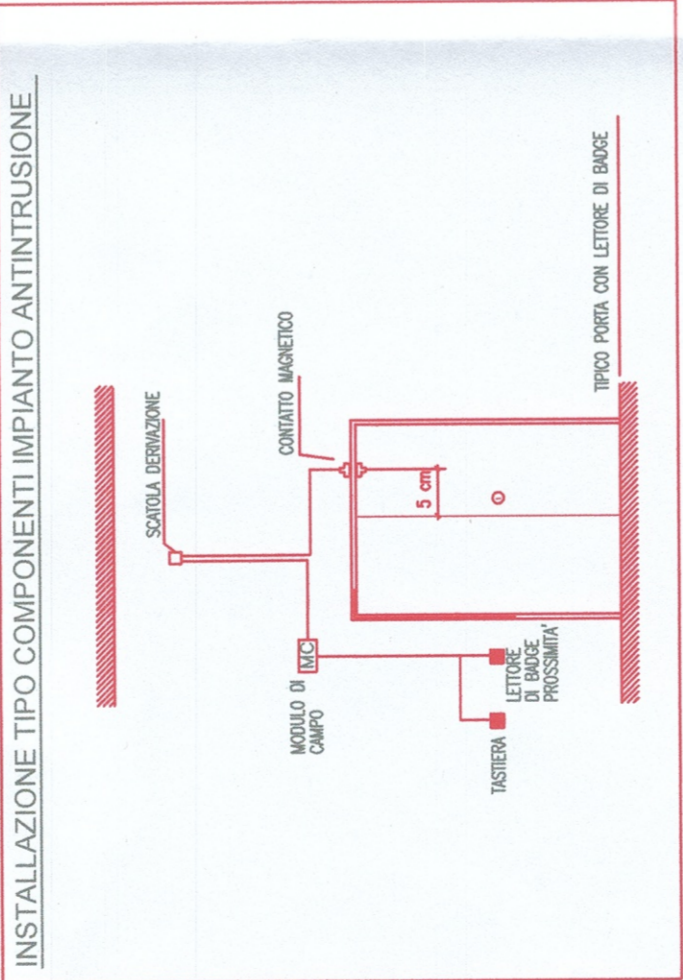 INSTALLAZIONE TIPO COMPONENTI IMPIANTO ANTINTRUSIONE
SCATOLA DERIVAZIONE
CONTATTO MAGNETICO
MODULO DI
CAMPO
MC
5 cm
TASTIERA
LETTORE
DI BADGE
PROSSIMITA'
TIPICO PORTA CON LETTORE DI BADGE